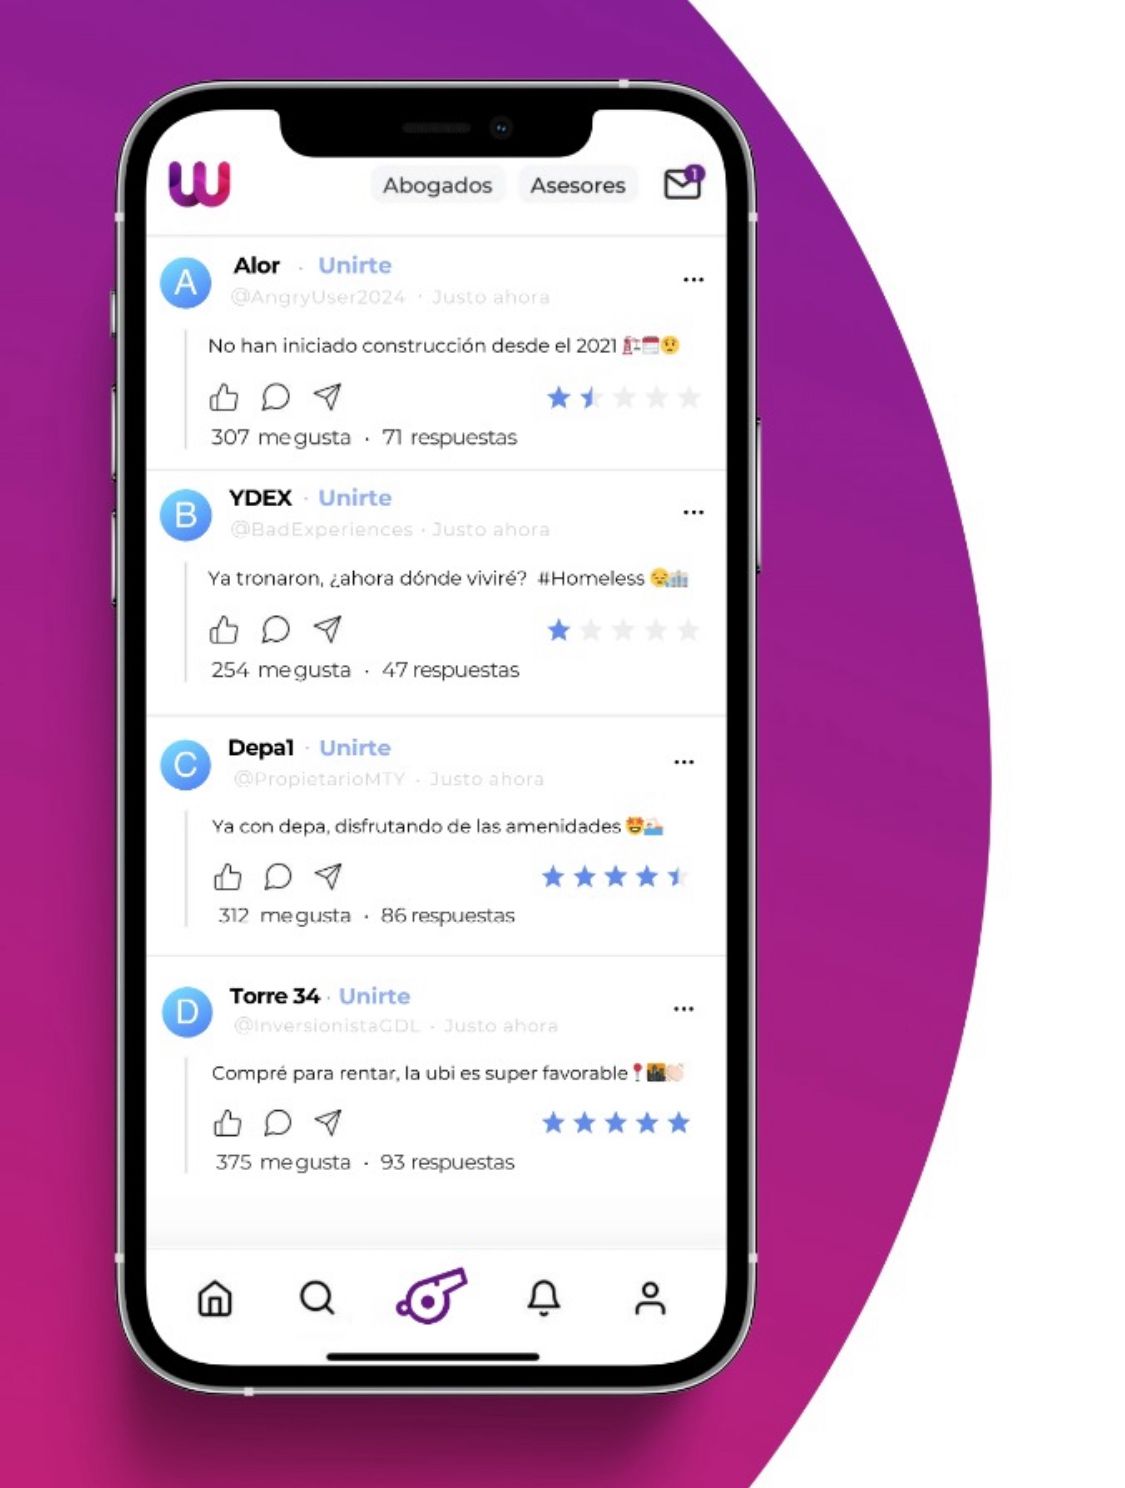 W
Abogados Asesores 1
A Alor · Unirte
@AngryUser2024 · Justo ahora
No han iniciado construcción desde el 2021
307 me gusta · 71 respuestas
B YDEX · Unirte
@BadExperiences · Justo ahora
Ya tronaron, ¿ahora dónde viviré? #Homeless
254 me gusta · 47 respuestas
C Depa1 · Unirte
@PropietarioMTY · Justo ahora
Ya con depa, disfrutando de las amenidades
312 me gusta · 86 respuestas
D Torre 34 · Unirte
@InversionistaGDL · Justo ahora
Compré para rentar, la ubi es super favorable
375 me gusta · 93 respuestas